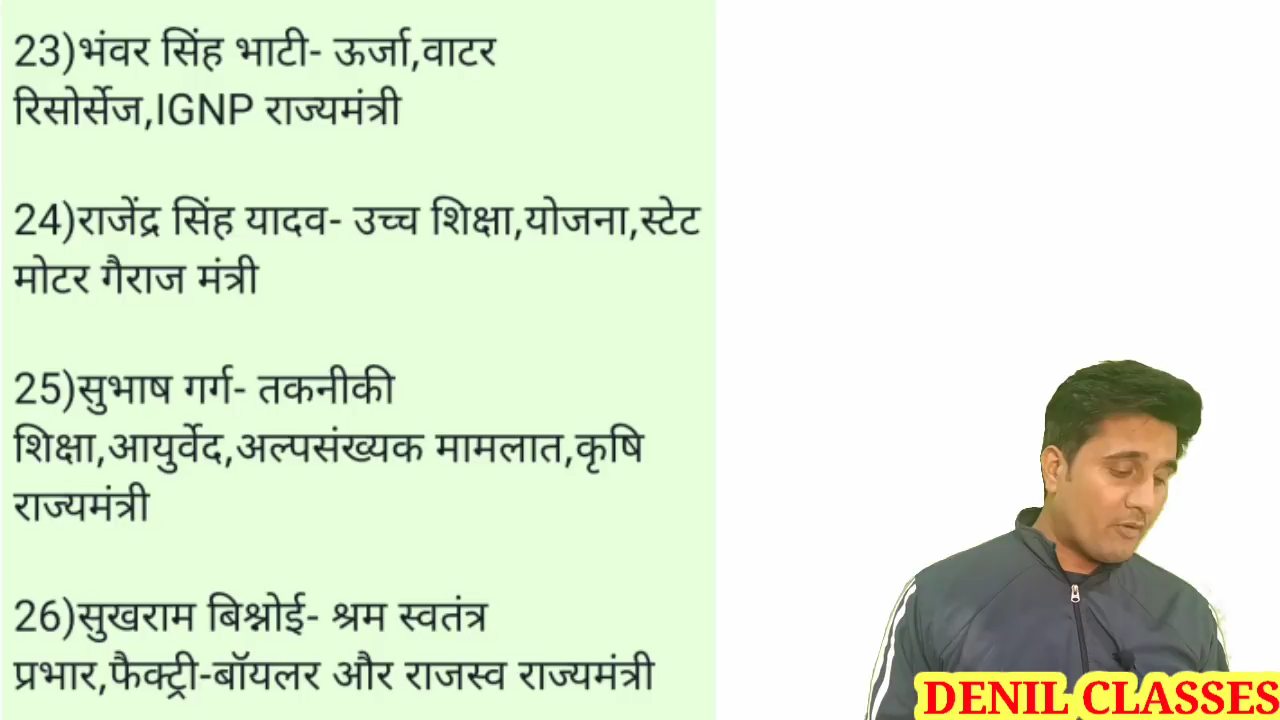 23)भंवर सिंह भाटी- ऊर्जा,वाटर
रिसोर्सेज,IGNP राज्यमंत्री
24)राजेंद्र सिंह यादव- उच्च शिक्षा,योजना,स्टेट
मोटर गैराज मंत्री
25)सुभाष गर्ग- तकनीकी
शिक्षा,आयुर्वेद,अल्पसंख्यक मामलात,कृषि
राज्यमंत्री
26)सुखराम बिश्नोई- श्रम स्वतंत्र
प्रभार,फैक्ट्री-बॉयलर और राजस्व राज्यमंत्री
DENIL CLASSES